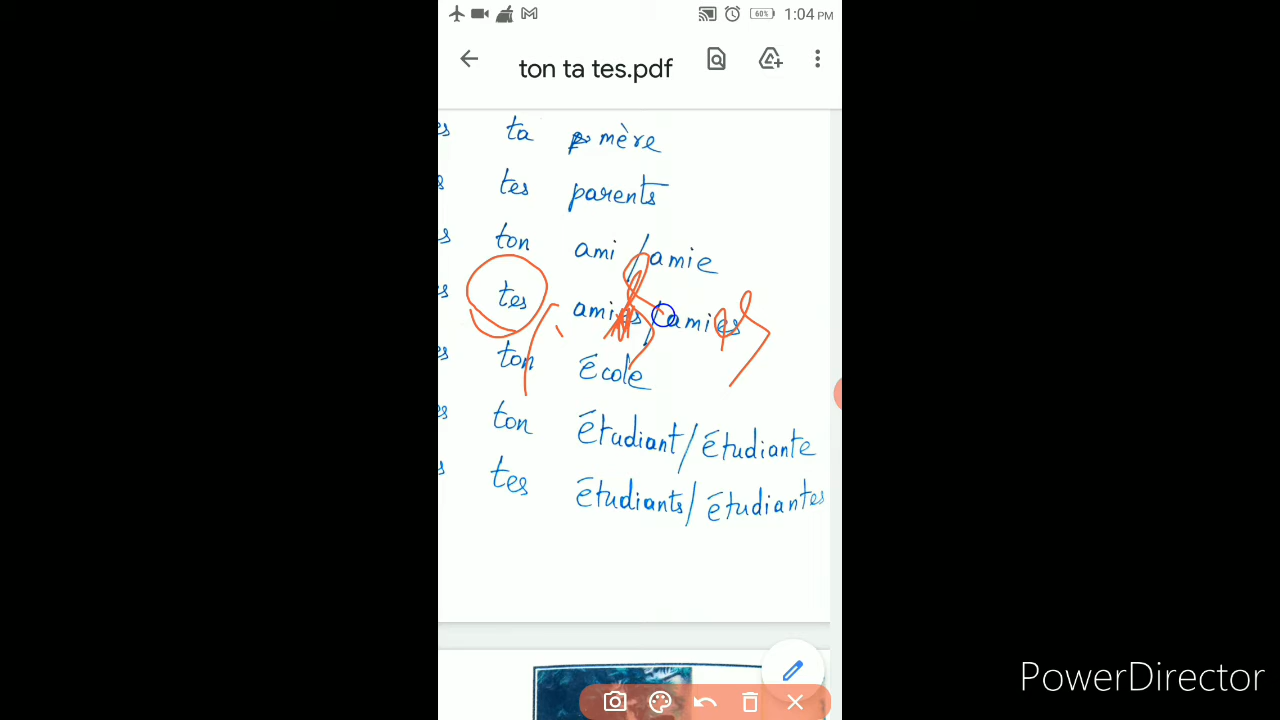 60% 1:04 PM
ton ta tes.pdf
ta mère
tes parents
ton ami / amie
tes / amies
ton École
ton étudiant / étudiante
tes étudiants / étudiantes
PowerDirector